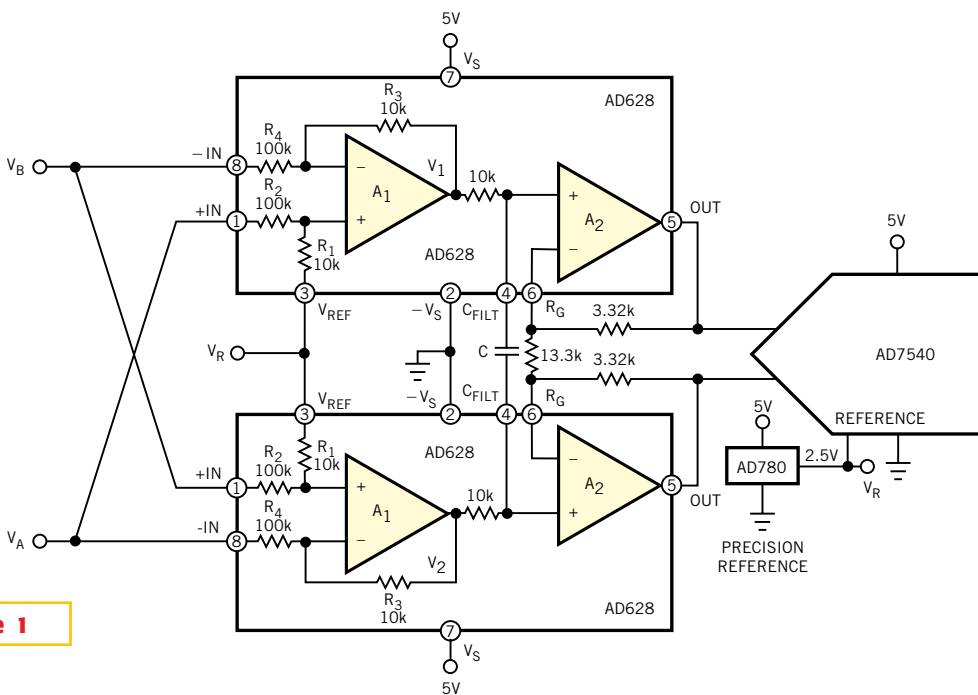 5V
VS
7
AD628
R3
10k
VB
– IN
8
R4
100k
–
V1
10k
A1
+
R2
100k
+IN
1
R1
10k
AD628
+
A2
–
OUT
5
5V
3
VREF
2
–VS
4
CFILT
6
RG
3.32k
VR
C
13.3k
3.32k
AD7540
REFERENCE
VREF
3
–VS
2
CFILT
4
RG
6
5V
AD780
2.5V
VR
PRECISION
REFERENCE
R1
10k
AD628
+IN
1
R2
100k
+
A1
–
10k
–
A2
+
OUT
5
VA
-IN
8
R4
100k
V2
R3
10k
AD628
7
VS
5V
e 1